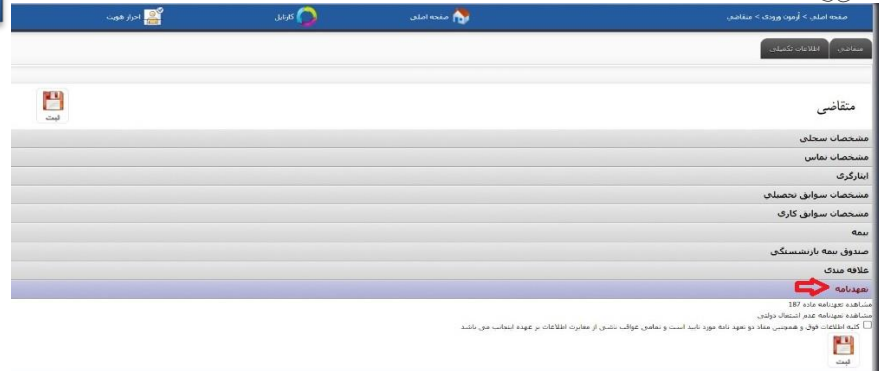 صفحه اصلی > آزمون ورودی > متقاضی
صفحه اصلی
کارتابل
احراز هویت
متقاضی
اطلاعات تکمیلی
متقاضی
ثبت
مشخصات سجلی
مشخصات تماس
ایثارگری
مشخصات سوابق تحصیلی
مشخصات سوابق کاری
بیمه
صندوق بیمه بازنشستگی
علاقه مندی
تعهدنامه
مشاهده تعهدنامه ماده 187
مشاهده تعهدنامه عدم اشتغال دولتی
کلیه اطلاعات فوق و همچنین مفاد دو تعهد نامه مورد تایید است و تمامی عواقب ناشی از مغایرت اطلاعات بر عهده اینجانب می باشد
ثبت